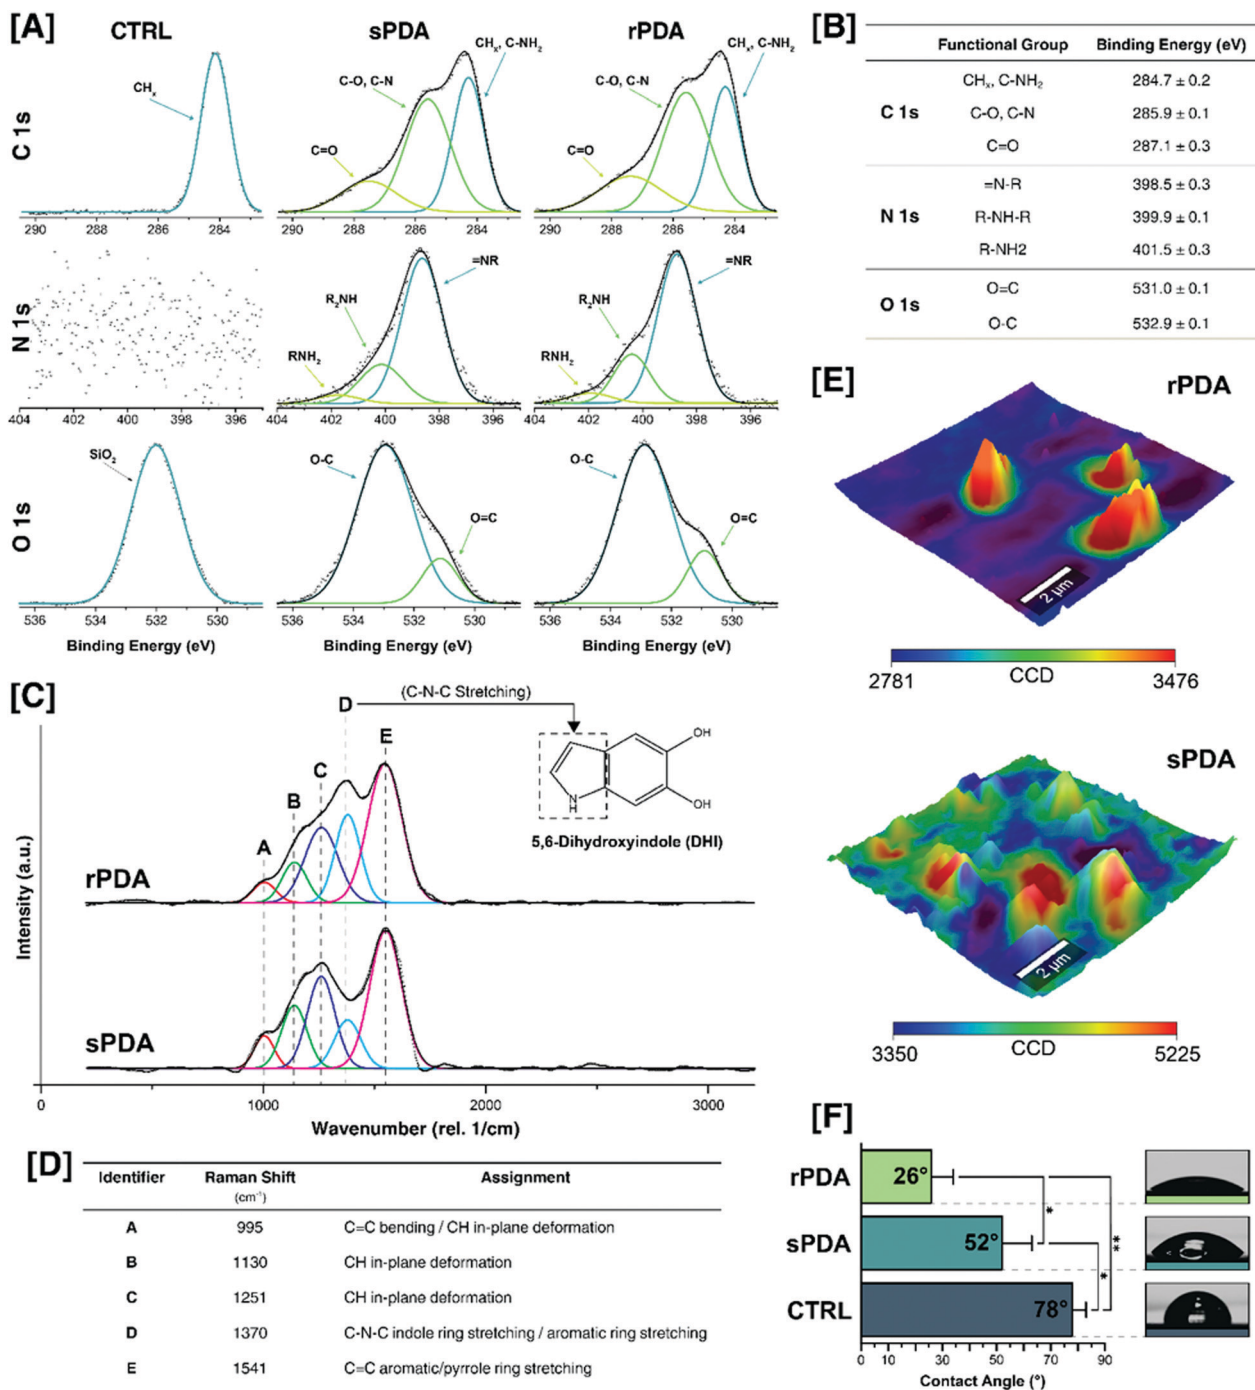 [A]
CTRL
sPDA
rPDA
C 1s
CHx
290 288 286 284
C=O
C-O, C-N
CHx, C-NH2
290 288 286 284
C=O
C-O, C-N
CHx, C-NH2
290 288 286 284
N 1s
404 402 400 398 396
RNH2
R2NH
=NR
404 402 400 398 396
RNH2
R2NH
=NR
404 402 400 398 396
O 1s
SiO2
536 534 532 530
Binding Energy (eV)
O-C
O=C
536 534 532 530
Binding Energy (eV)
O-C
O=C
536 534 532 530
Binding Energy (eV)
[B]
Functional Group Binding Energy (eV)
CHx, C-NH2 284.7 ± 0.2
C 1s C-O, C-N 285.9 ± 0.1
C=O 287.1 ± 0.3
=N-R 398.5 ± 0.3
N 1s R-NH-R 399.9 ± 0.1
R-NH2 401.5 ± 0.3
O 1s
O=C 531.0 ± 0.1
O-C 532.9 ± 0.1
[E]
rPDA
2 μm
2781 CCD 3476
sPDA
2 μm
3350 CCD 5225
[C]
(C-N-C Stretching)
A
B
C
D
E
OH
OH
N
H
5,6-Dihydroxyindole (DHI)
Intensity (a.u.)
rPDA
sPDA
0 1000 2000 3000
Wavenumber (rel. 1/cm)
[D]
Identifier Raman Shift Assignment
(cm-1)
A 995 C=C bending / CH in-plane deformation
B 1130 CH in-plane deformation
C 1251 CH in-plane deformation
D 1370 C-N-C indole ring stretching / aromatic ring stretching
E 1541 C=C aromatic/pyrrole ring stretching
[F]
rPDA 26°
sPDA 52°
CTRL 78°
*
**
*
0 10 20 30 40 50 60 70 80 90
Contact Angle (°)